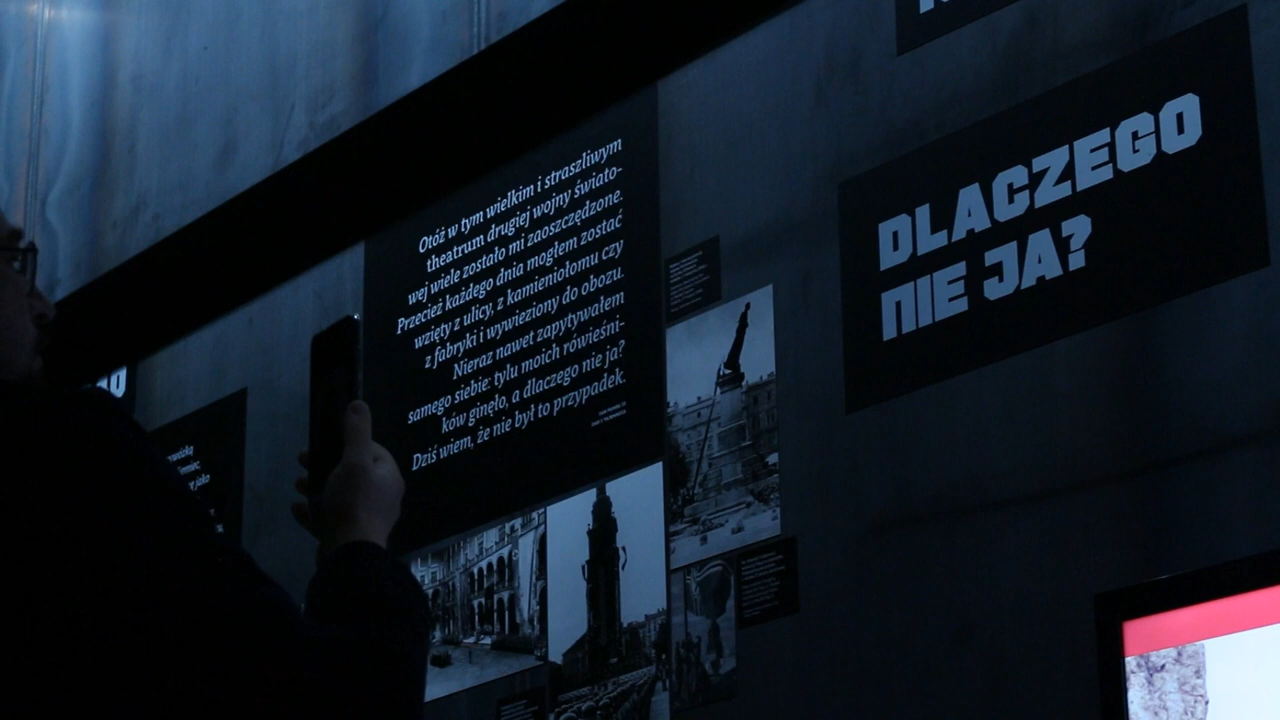 Otóż w tym wielkim i straszliwym
theatrum drugiej wojny świato-
wej wiele zostało mi zaoszczędzone.
Przecież każdego dnia mogłem zostać
wzięty z ulicy, z kamieniołomu czy
z fabryki i wywieziony do obozu.
Nieraz nawet zapytywałem
samego siebie: tylu moich rówieśni-
ków ginęło, a dlaczego nie ja?
Dziś wiem, że nie był to przypadek.
DLACZEGO
NIE JA?